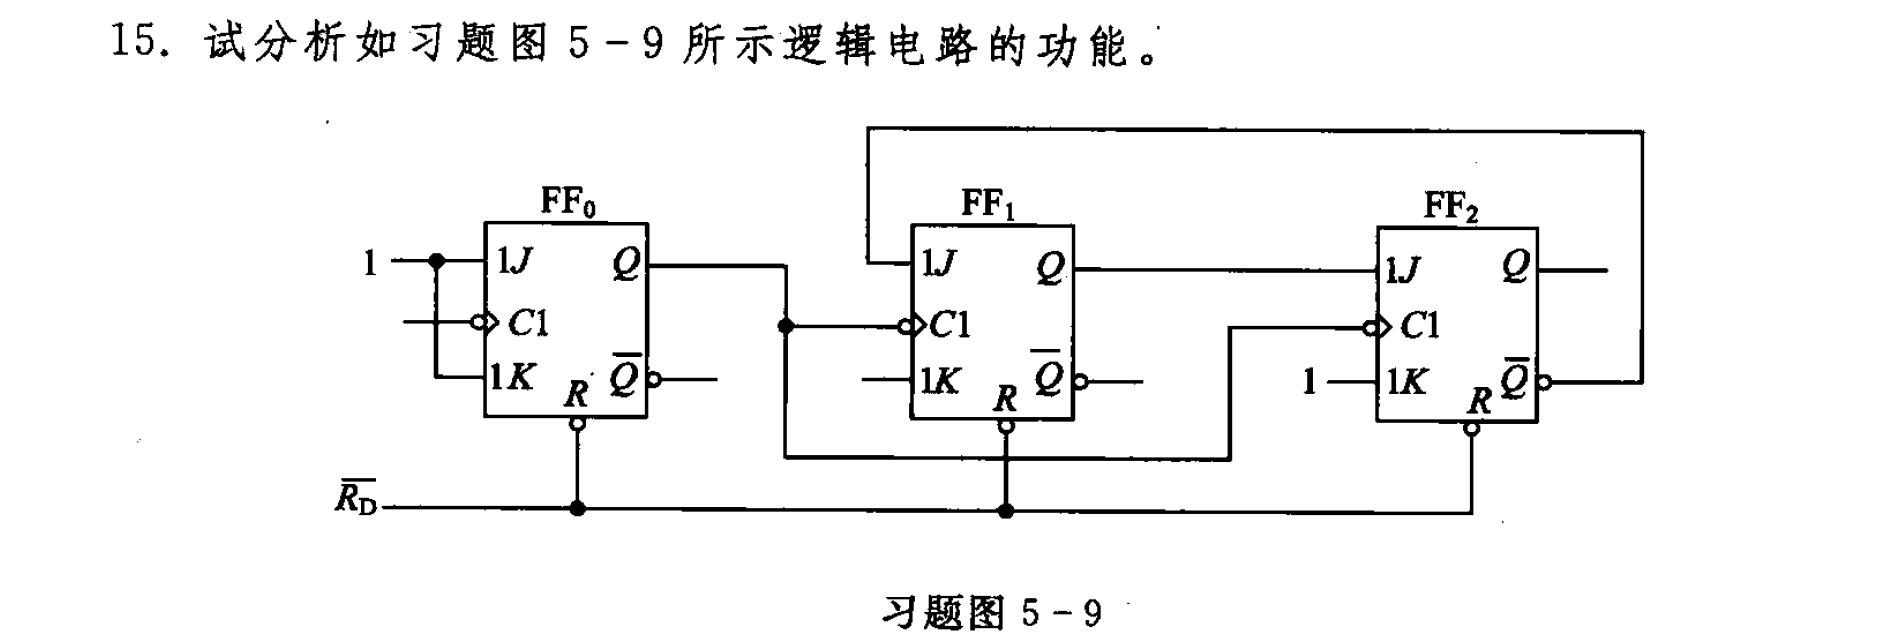 15. 试分析如习题图 5-9 所示逻辑电路的功能。
FF₀ FF₁ FF₂
1 1J Q 1J Q 1J Q
C1 C1 C1
1K R Q̅ 1K R Q̅ 1 1K R Q̅
R̅_D̅
习题图 5-9